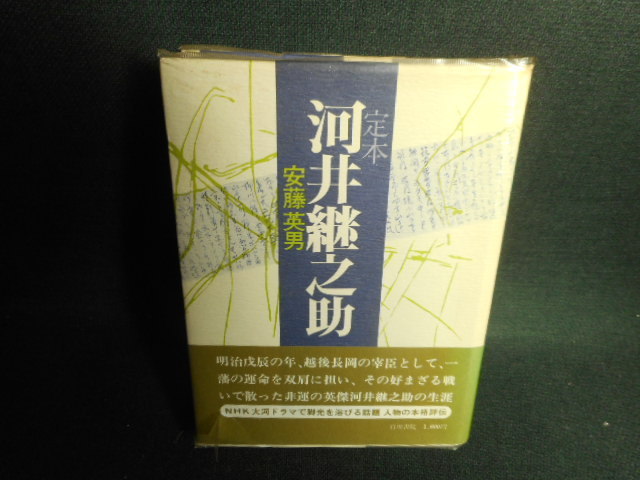 定本
河井継之助
安藤英男
明治戊辰の年、越後長岡の宰臣として、一
藩の運命を双肩に担い、その好まざる戦
いで散った非運の英傑河井継之助の生涯
NHK大河ドラマで脚光を浴びる話題人物の本格評伝